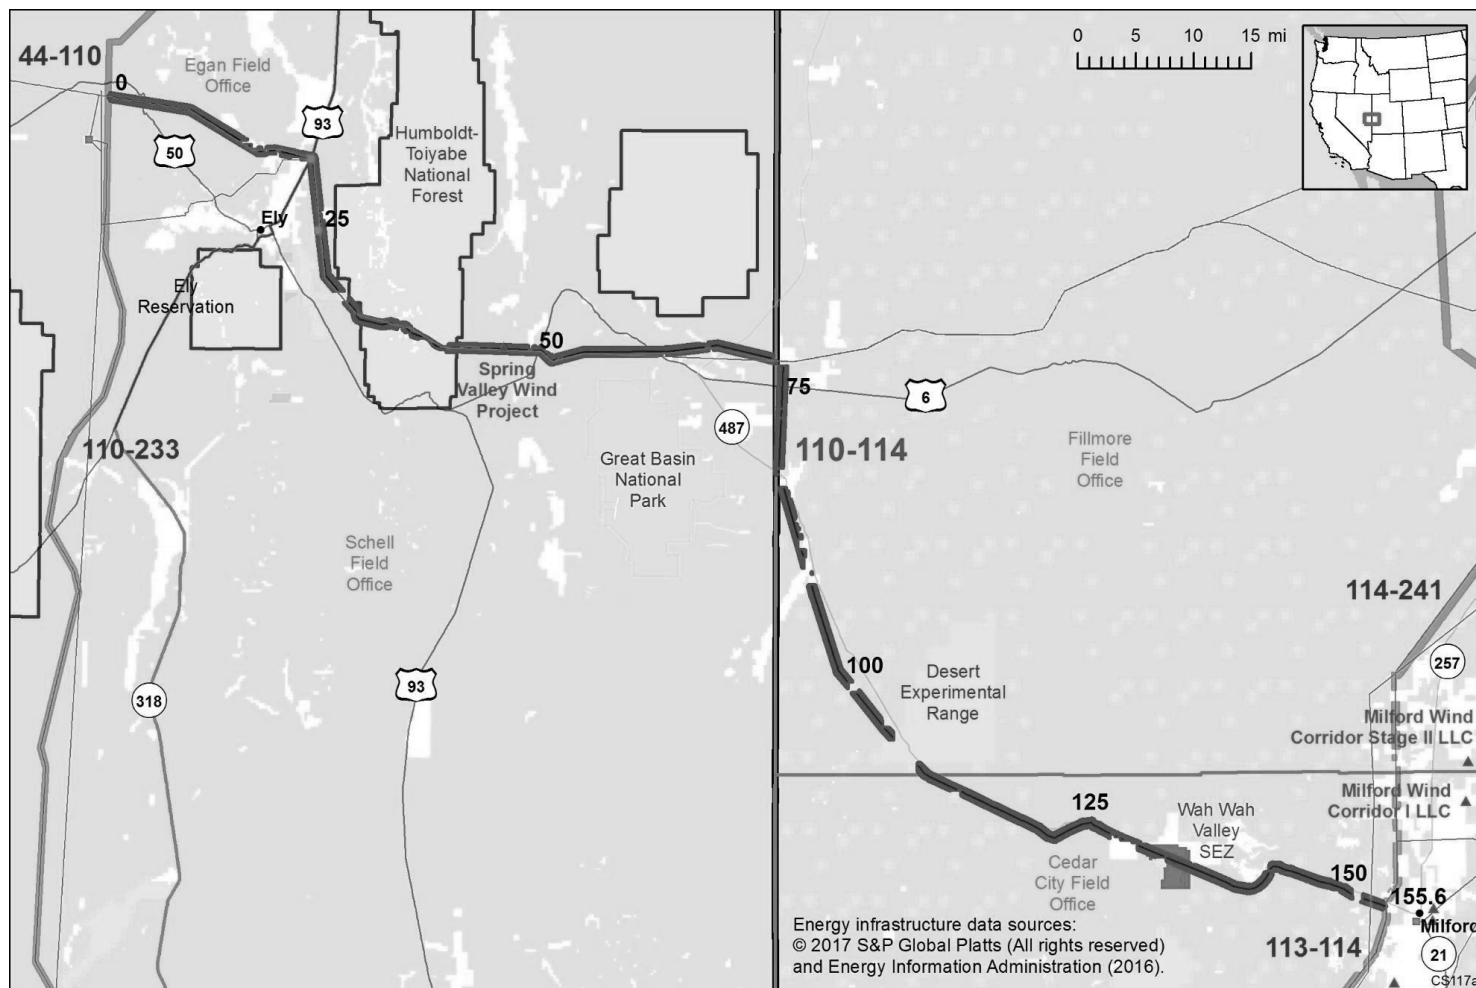 0 5 10 15 mi
44-110
0
Egan Field
Office
93
50
Humboldt-
Toiyabe
National
Forest
Ely
25
Ely
Reservation
50
Spring
Valley Wind
Project
75
6
487
110-233
110-114
Great Basin
National
Park
Fillmore
Field
Office
Schell
Field
Office
114-241
100
257
Desert
Experimental
Range
93
318
Milford Wind
Corridor Stage II LLC
Milford Wind
Corridor I LLC
125
Wah Wah
Valley
SEZ
Cedar
City Field
Office
150
155.6
Milford
Energy infrastructure data sources:
© 2017 S&P Global Platts (All rights reserved)
and Energy Information Administration (2016).
113-114
21
CS117a